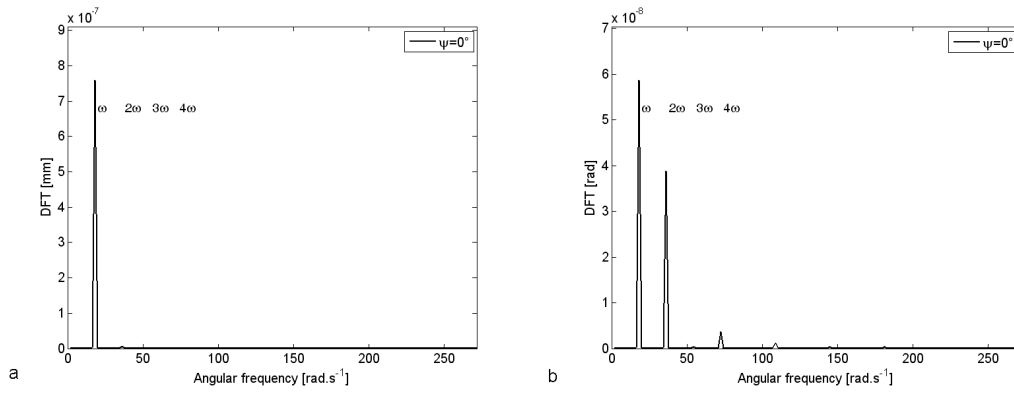 x 10⁻⁷
9
8
7
6
5
4
3
2
1
0
DFT [mm]
ψ=0°
ω 2ω 3ω 4ω
0 50 100 150 200 250
Angular frequency [rad.s⁻¹]
a
x 10⁻⁸
7
6
5
4
3
2
1
0
DFT [rad]
ψ=0°
ω 2ω 3ω 4ω
0 50 100 150 200 250
Angular frequency [rad.s⁻¹]
b